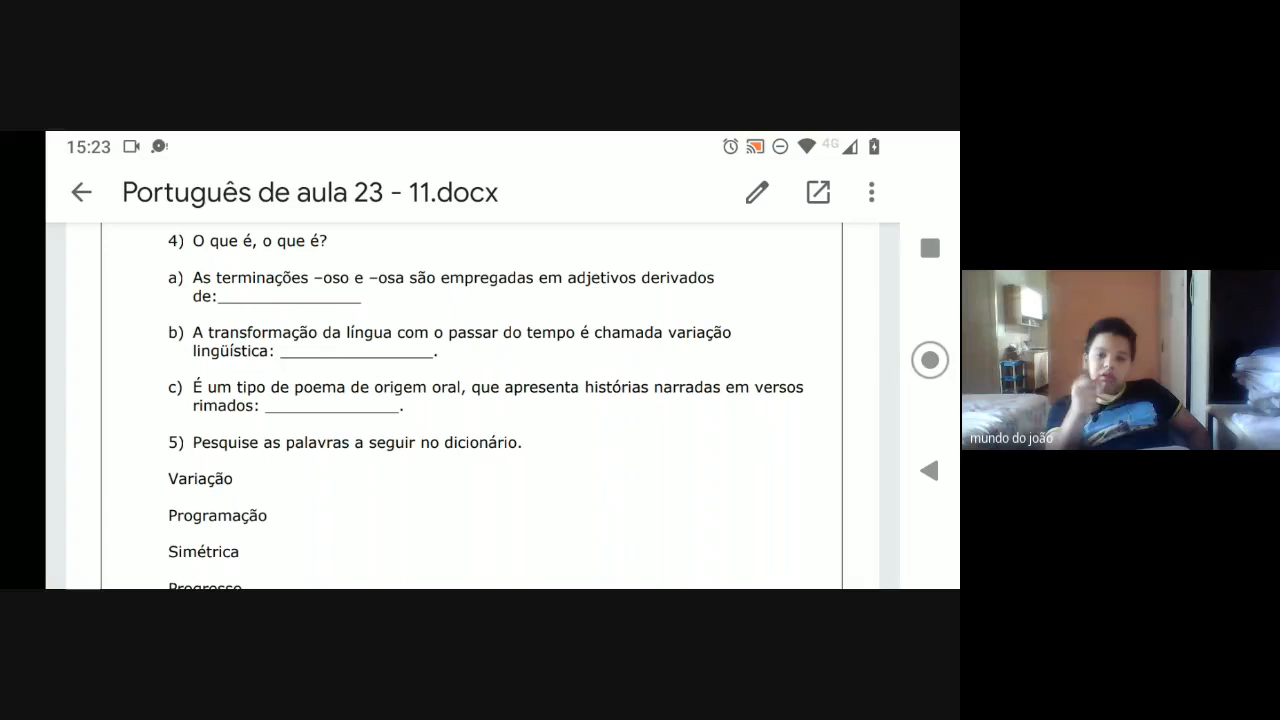 15:23
4G
Português de aula 23 - 11.docx
4) O que é, o que é?
a) As terminações –oso e –osa são empregadas em adjetivos derivados
de:_________________
b) A transformação da língua com o passar do tempo é chamada variação
lingüística: __________________.
c) É um tipo de poema de origem oral, que apresenta histórias narradas em versos
rimados: ________________.
5) Pesquise as palavras a seguir no dicionário.
Variação
Programação
Simétrica
Progresso
mundo do joão